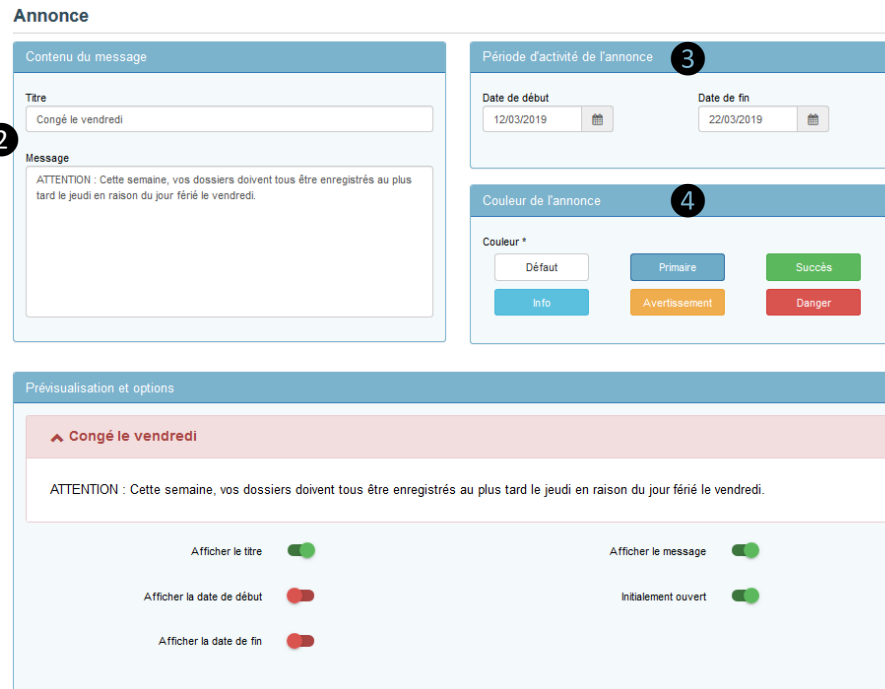 Annonce
Contenu du message
Titre
Congé le vendredi
2
Message
ATTENTION : Cette semaine, vos dossiers doivent tous être enregistrés au plus
tard le jeudi en raison du jour férié le vendredi.
Période d'activité de l'annonce 3
Date de début Date de fin
12/03/2019 22/03/2019
Couleur de l'annonce 4
Couleur *
Défaut Primaire Succès
Info Avertissement Danger
Prévisualisation et options
Congé le vendredi
ATTENTION : Cette semaine, vos dossiers doivent tous être enregistrés au plus tard le jeudi en raison du jour férié le vendredi.
Afficher le titre Afficher le message
Afficher la date de début Initialement ouvert
Afficher la date de fin